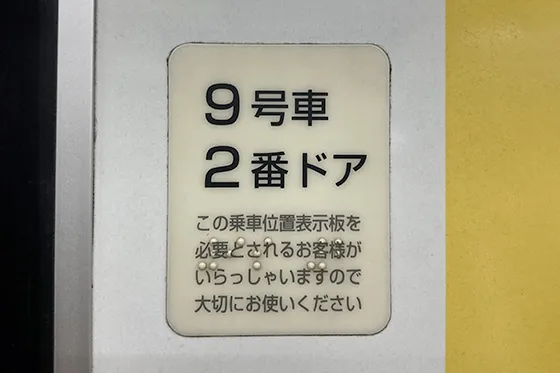 9号車
2番ドア
この乗車位置表示板を
必要とされるお客様が
いらっしゃいますので
大切にお使いください